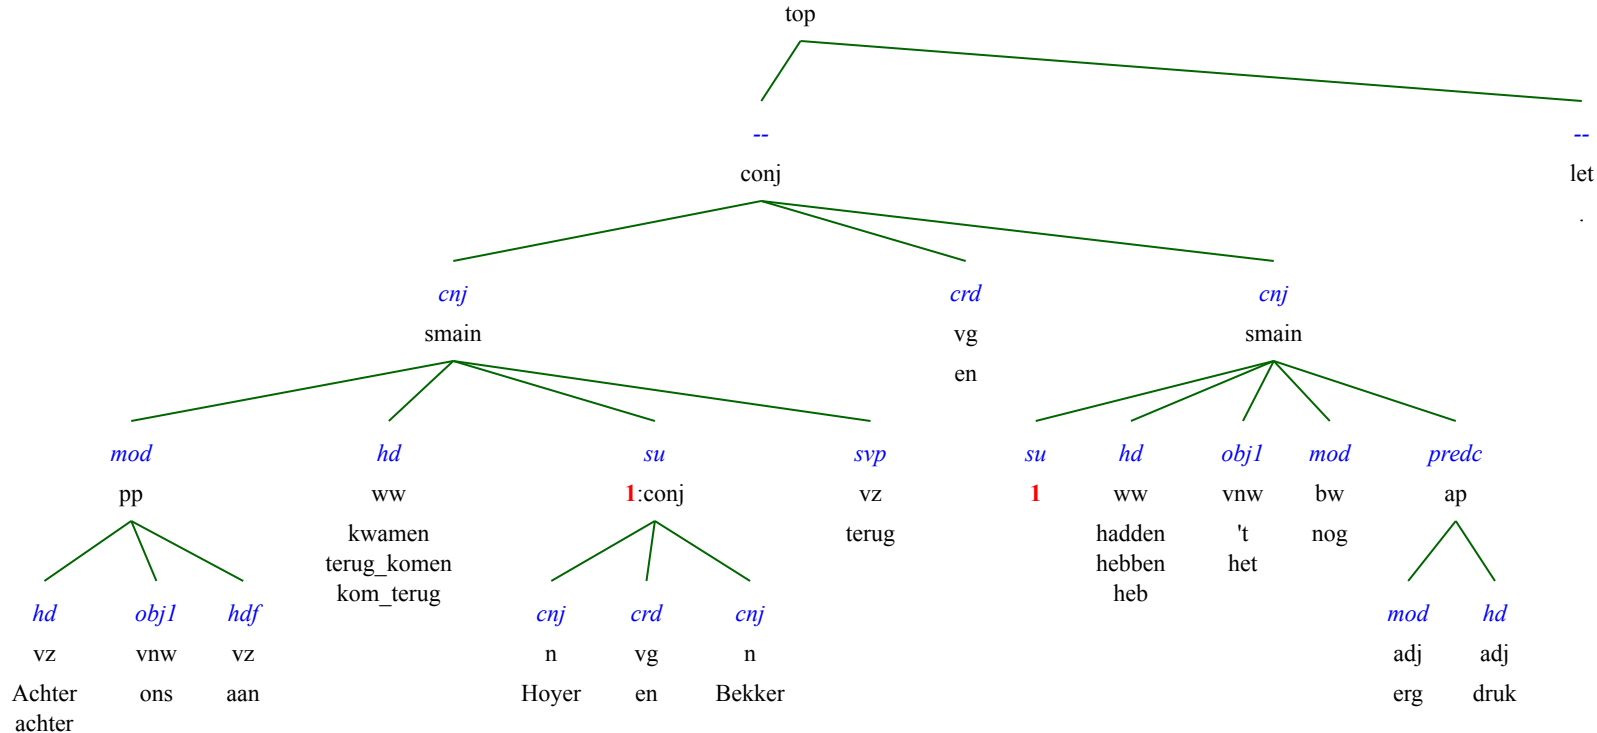 top
-- --
conj let
.
cnj crd cnj
smain vg smain
en
mod hd su svp su hd obj1 mod predc
pp ww 1:conj vz 1 ww vnw bw ap
kwamen terug hadden 't nog
terug_komen hebben het
kom_terug heb
hd obj1 hdf cnj crd cnj mod hd
vz vnw vz n vg n adj adj
Achter ons aan Hoyer en Bekker erg druk
achter